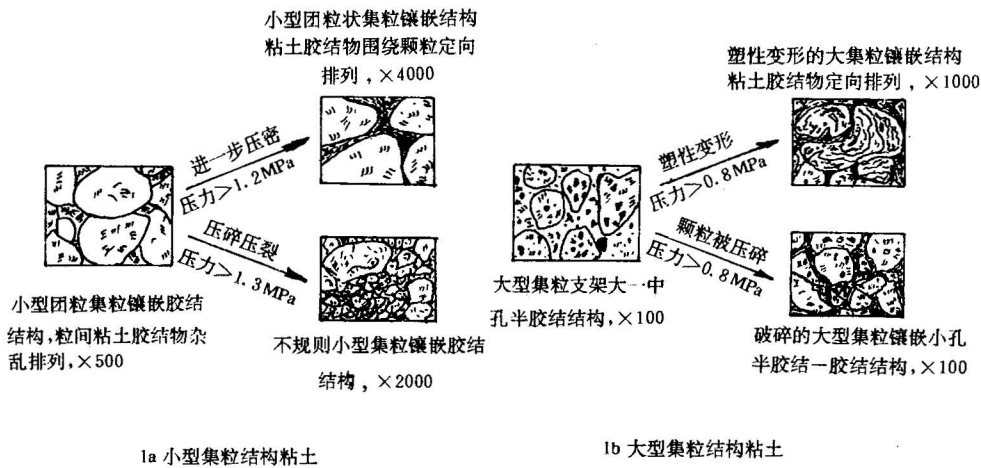 小型团粒状集粒镶嵌结构
粘土胶结物围绕颗粒定向
排列，×4000
进一步压密
压力>1.2MPa
压碎压裂
压力>1.3MPa
小型团粒集粒镶嵌胶结
结构，粒间粘土胶结物杂
乱排列，×500
不规则小型集粒镶嵌胶结
结构，×2000
1a 小型集粒结构粘土
塑性变形的大集粒镶嵌结构
粘土胶结物定向排列，×1000
塑性变形
压力>0.8MPa
颗粒被压碎
压力>0.8MPa
大型集粒支架大一中
孔半胶结结构，×100
破碎的大型集粒镶嵌小孔
半胶结一胶结结构，×100
1b 大型集粒结构粘土